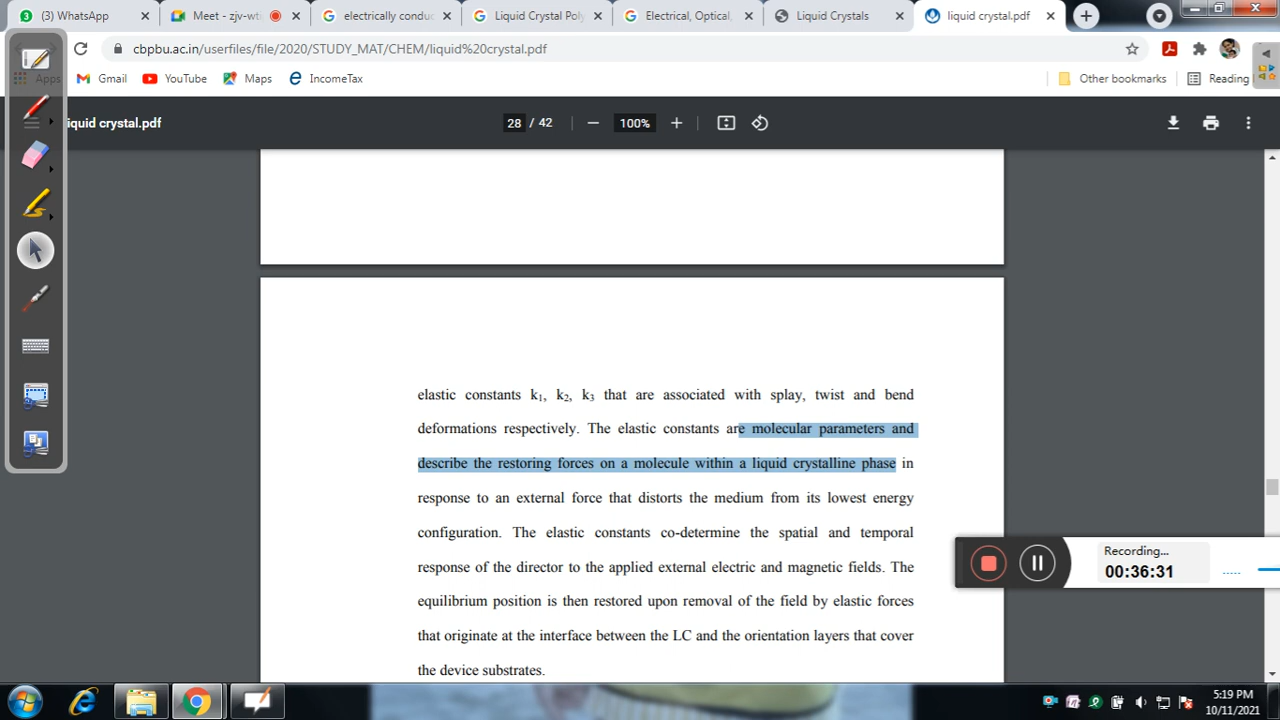 (3) WhatsApp
Meet - zjv-wti
electrically conduc
Electrical, Optical
Liquid crystals
liquid crystal.pdf
cbpbu.ac.in/userfiles/file/2020/STUDY_MAT/CHEM/liquid%20crystal.pdf
Apps
Gmail
YouTube
Maps
IncomeTax
Other bookmarks
Reading
iquid crystal.pdf
28 / 42
100%
elastic constants k1, k2, k3 that are associated with splay, twist and bend
deformations respectively. The elastic constants are molecular parameters and
describe the restoring forces on a molecule within a liquid crystalline phase in
response to an external force that distorts the medium from its lowest energy
configuration. The elastic constants co-determine the spatial and temporal
response of the director to the applied external electric and magnetic fields. The
equilibrium position is then restored upon removal of the field by elastic forces
that originate at the interface between the LC and the orientation layers that cover
the device substrates.
Recording...
00:36:31
5:19 PM
10/11/2021